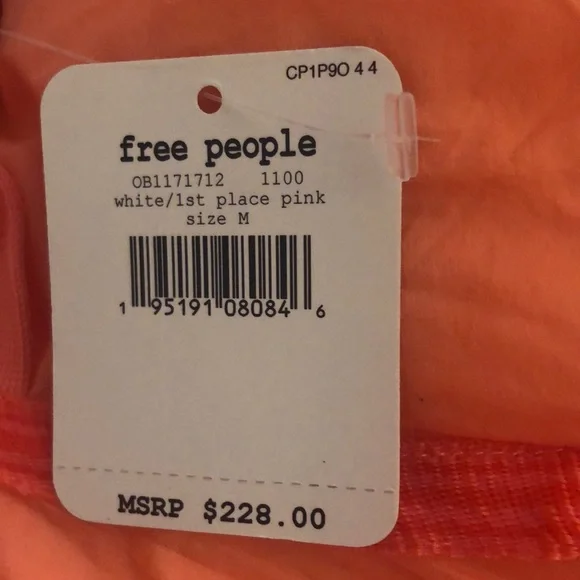 CP1P9O 4 4
free people
OB1171712 1100
white/1st place pink
size M
1 95191 08084 6
MSRP $228.00